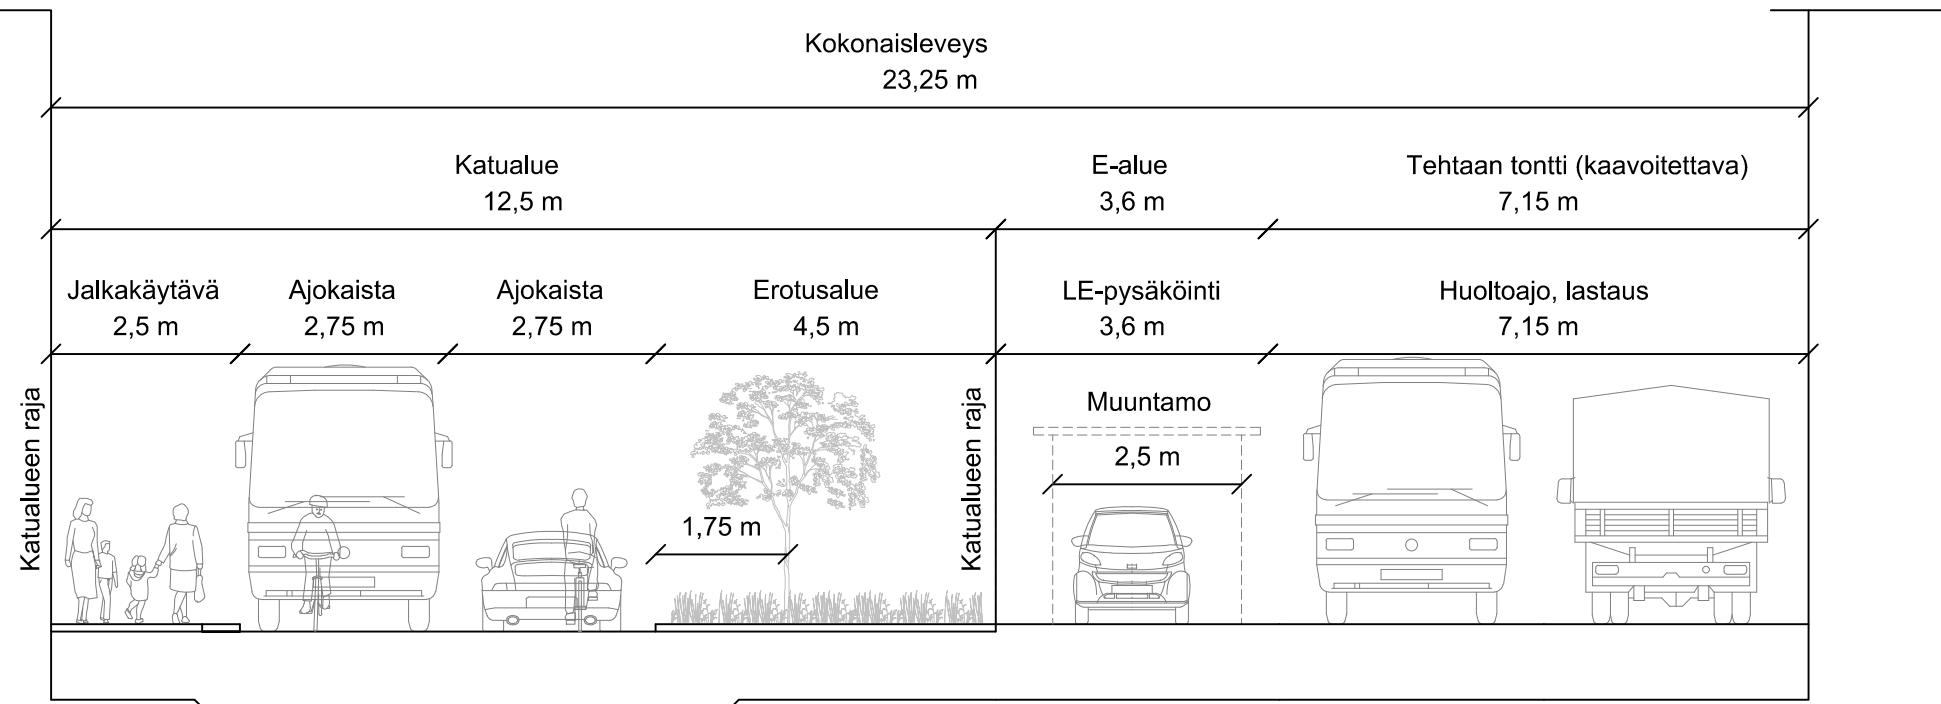 Kokonaisleveys
23,25 m
Katualue
12,5 m
E-alue
3,6 m
Tehtaan tontti (kaavoitettava)
7,15 m
Jalkakäytävä
2,5 m
Ajokaista
2,75 m
Ajokaista
2,75 m
Erotusalue
4,5 m
LE-pysäköinti
3,6 m
Huoltoajo, lastaus
7,15 m
Katualueen raja
1,75 m
Katualueen raja
Muuntamo
2,5 m